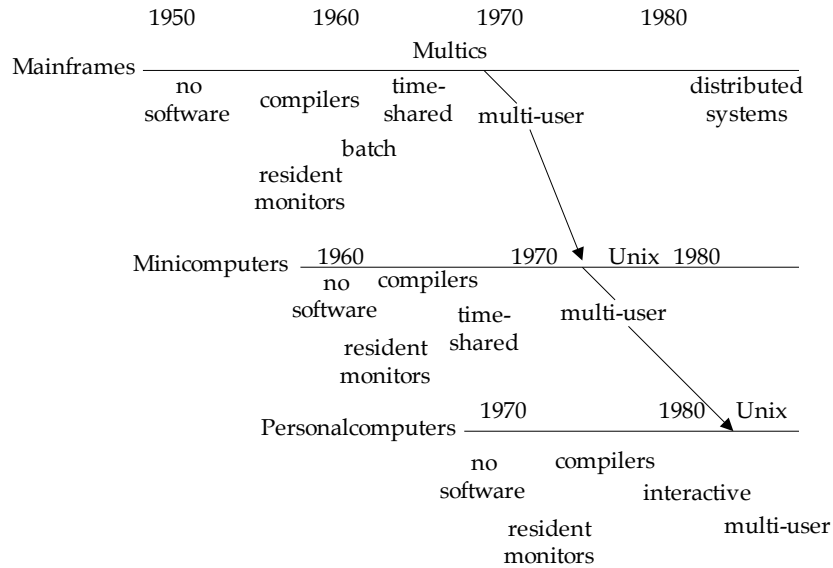 1950 1960 1970 1980
Multics
Mainframes
no software
compilers
time-shared
multi-user
distributed systems
batch
resident monitors
Minicomputers
1960 1970 Unix 1980
no software
compilers
time-shared
multi-user
resident monitors
1970 1980 Unix
Personalcomputers
no software
compilers
interactive
resident monitors
multi-user